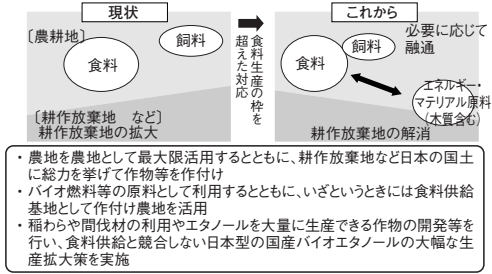 現状
〔農耕地〕
食料
飼料
〔耕作放棄地 など〕
耕作放棄地の拡大
食料生産の枠を
超えた対応
これから
食料
飼料
必要に応じて
融通
エネルギー・
マテリアル原料
(木質含む)
耕作放棄地の解消
・農地を農地として最大限活用するとともに、耕作放棄地など日本の国土
に総力を挙げて作物等を作付け
・バイオ燃料等の原料として利用するとともに、いざというときには食料供給
基地として作付け農地を活用
・稲わらや間伐材の利用やエタノールを大量に生産できる作物の開発等を
行い、食料供給と競合しない日本型の国産バイオエタノールの大幅な生
産拡大策を実施